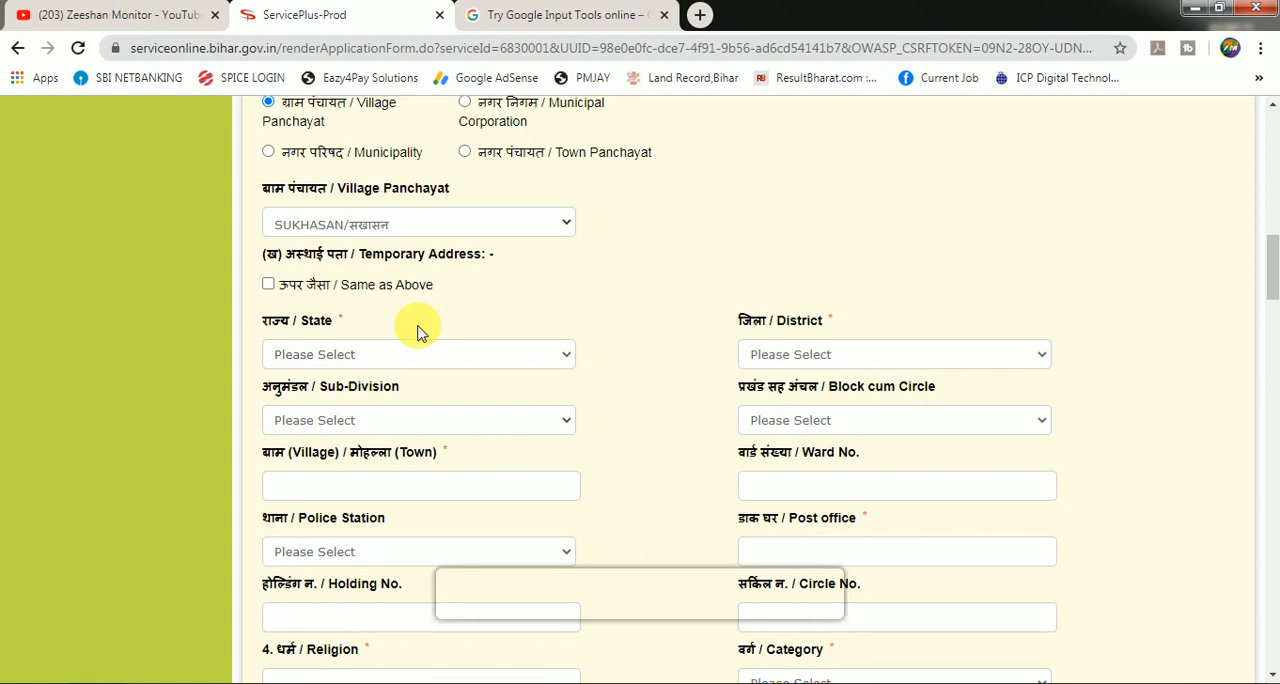 (203) Zeeshan Monitor - YouTub
ServicePlus-Prod
Try Google Input Tools online –
serviceonline.bihar.gov.in/renderApplicationForm.do?serviceId=6830001&UUID=98e0e0fc-dce7-4f91-9b56-ad6cd54141b7&OWASP_CSRFTOKEN=09N2-28OY-UDN...
Apps SBI NETBANKING SPICE LOGIN Eazy4Pay Solutions Google AdSense PMJAY Land Record,Bihar ResultBharat.com :... Current Job ICP Digital Technol... »
ग्राम पंचायत / Village Panchayat
नगर निगम / Municipal Corporation
नगर परिषद / Municipality
नगर पंचायत / Town Panchayat
ग्राम पंचायत / Village Panchayat
SUKHASAN/सखासन
(ख) अस्थाई पता / Temporary Address: -
ऊपर जैसा / Same as Above
राज्य / State *
जिला / District *
Please Select
Please Select
अनुमंडल / Sub-Division
प्रखंड सह अंचल / Block cum Circle
Please Select
Please Select
ग्राम (Village) / मोहल्ला (Town) *
वार्ड संख्या / Ward No.
थाना / Police Station
डाक घर / Post office *
Please Select
होल्डिंग न. / Holding No.
सर्किल न. / Circle No.
4. धर्म / Religion *
वर्ग / Category *
Please Select